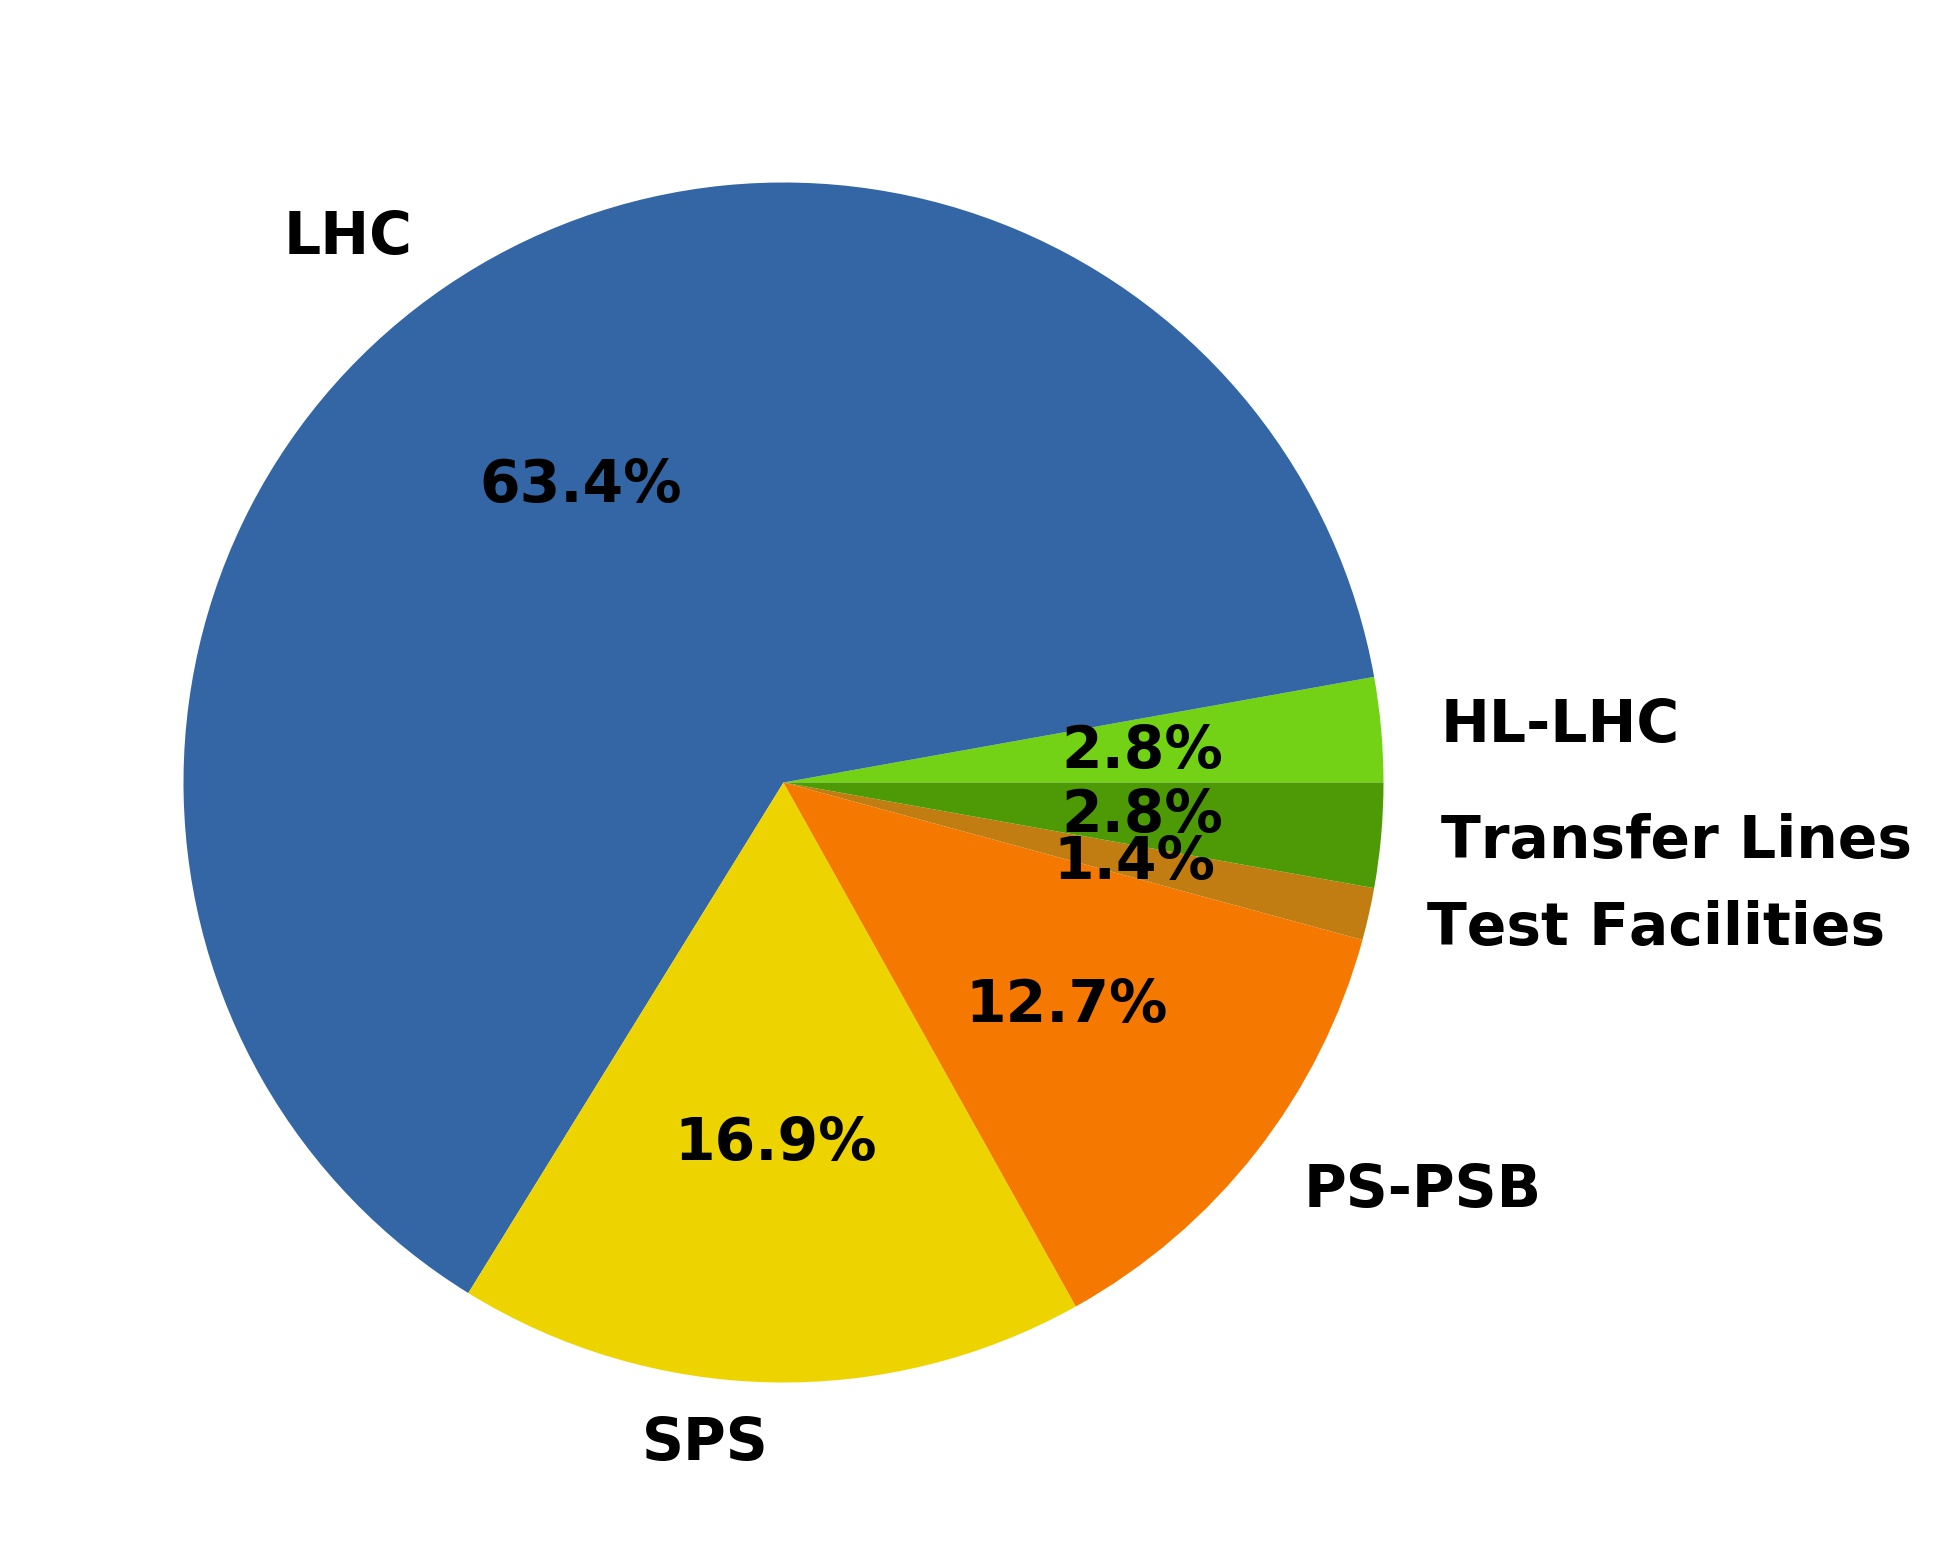 LHC
63.4%
HL-LHC
2.8%
2.8%
Transfer Lines
1.4%
Test Facilities
12.7%
PS-PSB
16.9%
SPS